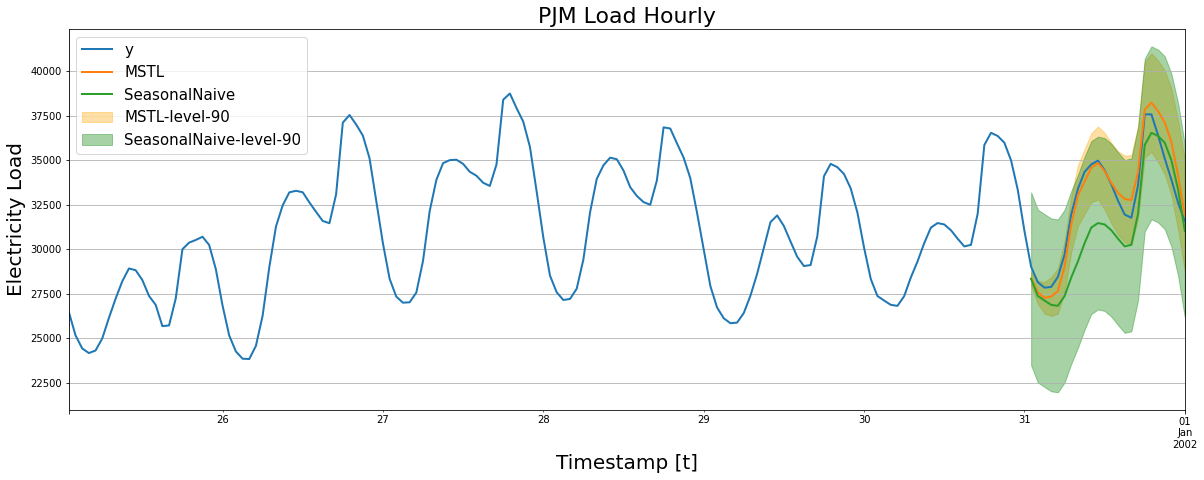 PJM Load Hourly
y
MSTL
SeasonalNaive
MSTL-level-90
SeasonalNaive-level-90
Electricity Load
40000
37500
35000
32500
30000
27500
25000
22500
26
27
28
29
30
31
01
Jan
2002
Timestamp [t]